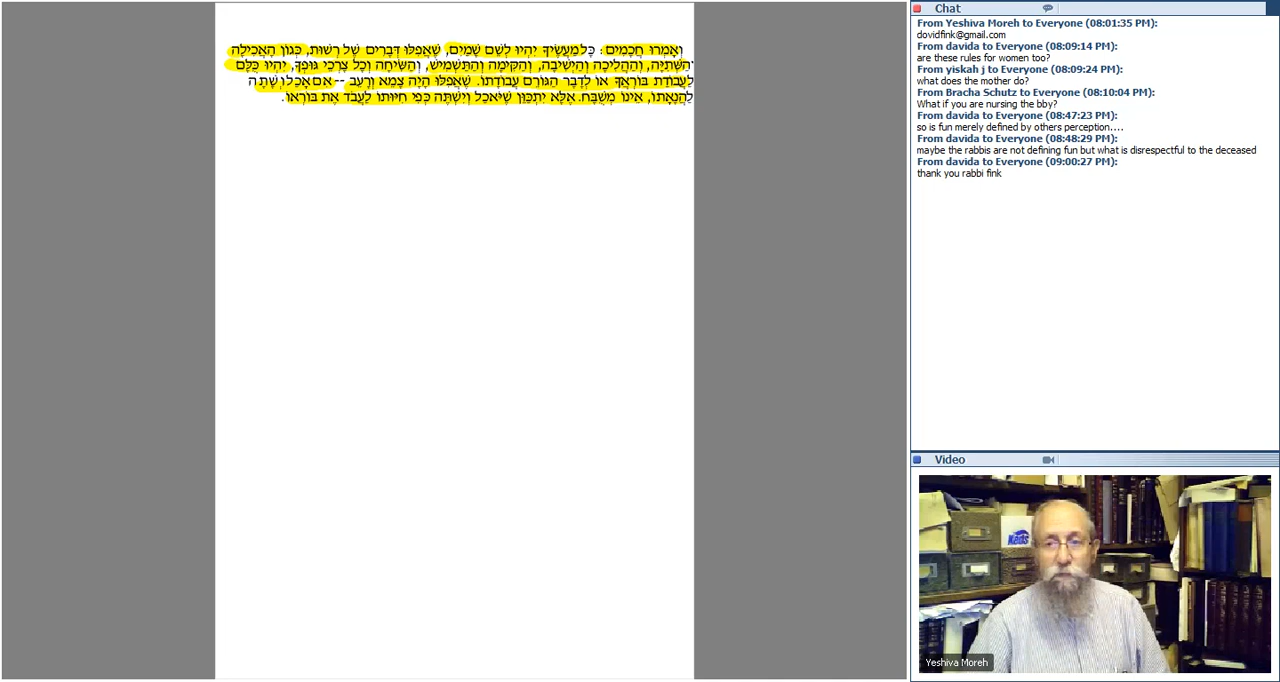 וְאָמְרוּ חֲכָמִים: כָּל מַעֲשֶׂיךָ יִהְיוּ לְשֵׁם שָׁמַיִם, שֶׁאֲפִלּוּ דְּבָרִים שֶׁל רְשׁוּת, כְּגוֹן הָאֲכִילָה
הַשְּׁתִיָּה, וְהַהֲלִיכָה וְהַיְשִׁיבָה, וְהַקִּימָה וְהַתַּשְׁמִישׁ, וְהַשִּׂיחָה וְכָל צָרְכֵי גּוּפְךָ, יִהְיוּ כֻּלָּם
לַעֲבוֹדַת בּוֹרַאֲךָ אוֹ לְדָבָר הַגּוֹרֵם עֲבוֹדָתוֹ. שֶׁאֲפִלּוּ הָיָה צָמֵא וְרָעֵב -- אִם אָכַל וְשָׁתָה
לַהֲנָאָתוֹ, אֵינוֹ מְשֻׁבָּח. אֶלָּא יִתְכַּוֵּן שֶׁיֹּאכַל וְיִשְׁתֶּה כְּפִי חִיּוּתוֹ לַעֲבֹד אֶת בּוֹרְאוֹ.
Chat
From Yeshiva Moreh to Everyone (08:01:35 PM):
dovidfink@gmail.com
From davida to Everyone (08:09:14 PM):
are these rules for women too?
From yiskah j to Everyone (08:09:24 PM):
what does the mother do?
From Bracha Schutz to Everyone (08:10:04 PM):
What if you are nursing the bby?
From davida to Everyone (08:47:23 PM):
so is fun merely defined by others perception....
From davida to Everyone (08:48:29 PM):
maybe the rabbis are not defining fun but what is disrespectful to the deceased
From davida to Everyone (09:00:27 PM):
thank you rabbi fink
Video
Keds
Yeshiva Moreh